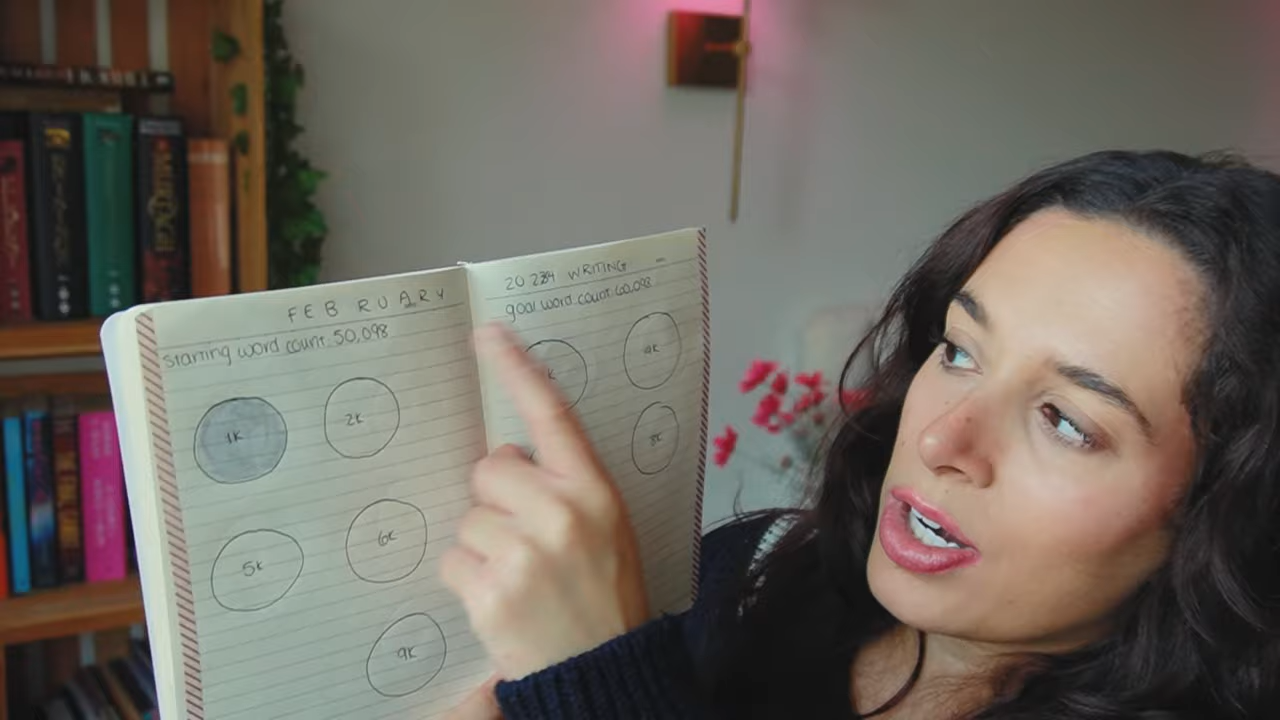 FEBRUARY
starting word count: 50,098
1K
2K
5K
6K
9K
20234 WRITING
goal word count: 60,098
K
4K
8K